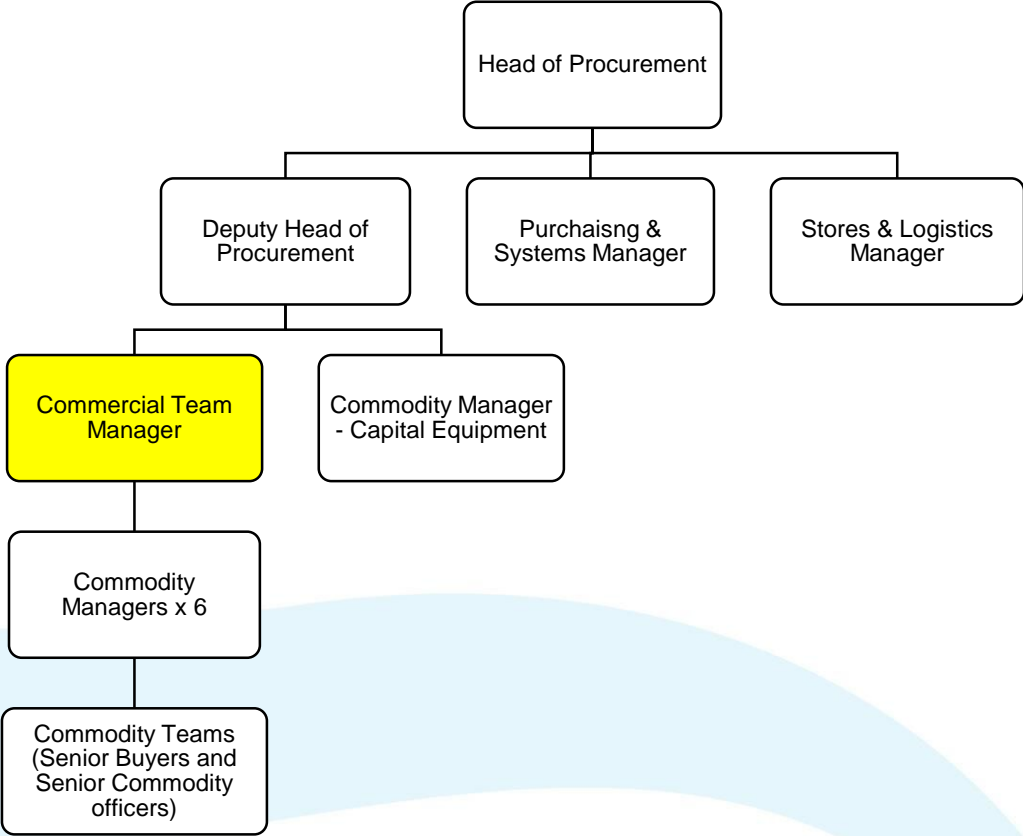 Head of Procurement
Deputy Head of
Procurement
Purchaisng &
Systems Manager
Stores & Logistics
Manager
Commercial Team
Manager
Commodity Manager
- Capital Equipment
Commodity
Managers x 6
Commodity Teams
(Senior Buyers and
Senior Commodity
officers)